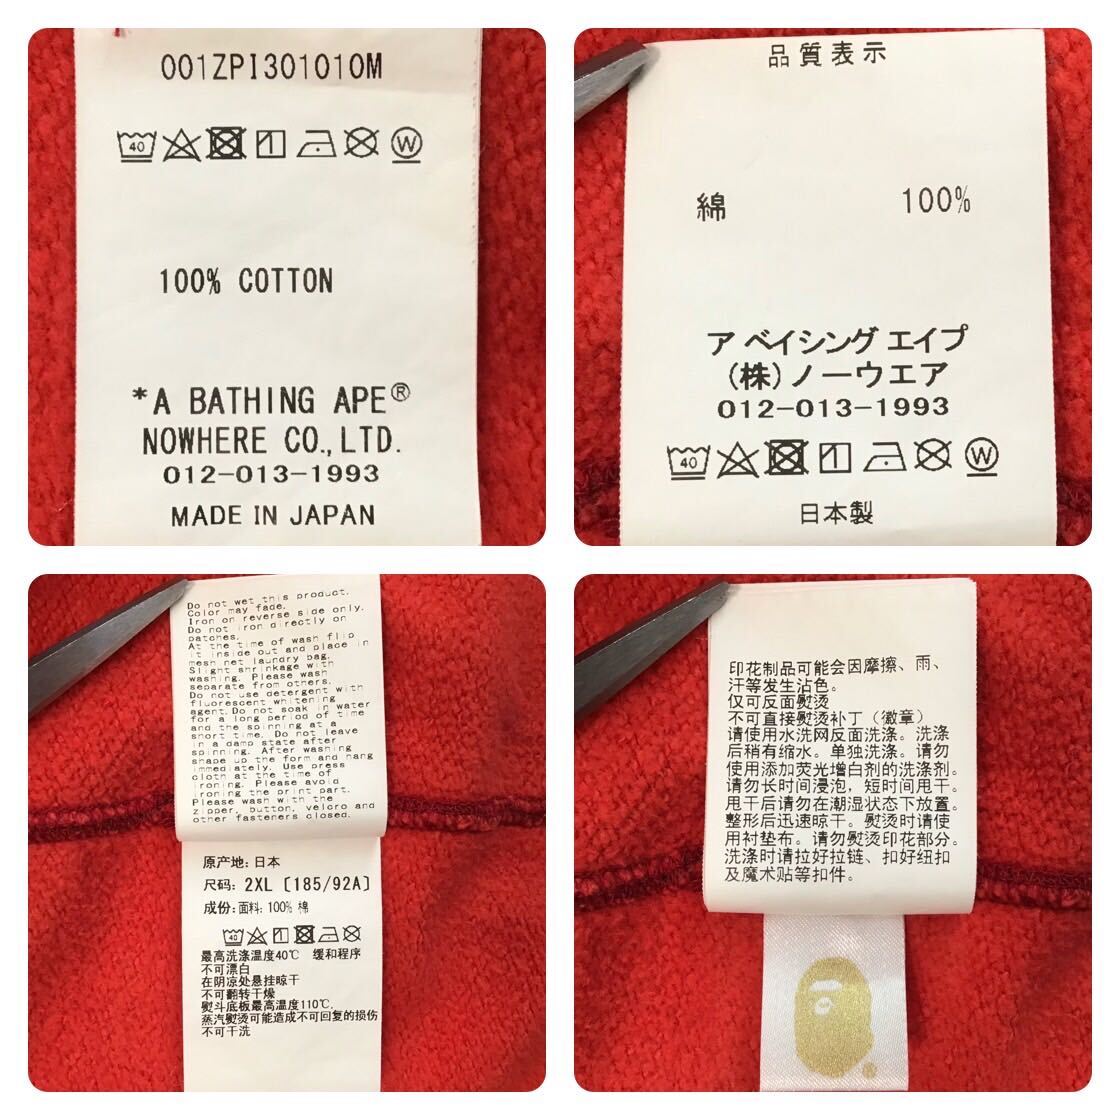 001ZPI301010M
40 W
100% COTTON
*A BATHING APE®
NOWHERE CO.,LTD.
012-013-1993
MADE IN JAPAN
品質表示
綿 100%
ア ベイシング エイプ
(株)ノーウエア
012-013-1993
40 W
日本製
Do not wet this product.
Color may fade.
Iron on reverse side only.
Do not iron directly on
patches.
At the time of wash flip
it inside out and place in
mesh net laundry bag.
Slight shrinkage with
washing. Please wash
separate from others.
Do not use detergent with
fluorescent whitening
agent.Do not soak in water
for a long period of time
and the spinning at a
short time. Do not leave
in a damp state after
spinning. After washing
shape up the form and hang
immediately. Use press
cloth at the time of
ironing. Please avoid
ironing the print part.
Please wash with the
zipper, button, velcro and
other fasteners closed.
原产地: 日本
尺码: 2XL〔185/92A〕
成份: 面料: 100% 棉
40
最高洗涤温度40℃ 缓和程序
不可漂白
在阴凉处悬挂晾干
不可翻转干燥
熨斗底板最高温度110℃.
蒸汽熨烫可能造成不可回复的损伤
不可干洗
印花制品可能会因摩擦、雨、
汗等发生沾色。
仅可反面熨烫
不可直接熨烫补丁（徽章）
请使用水洗网反面洗涤。洗涤
后稍有缩水。单独洗涤。请勿
使用添加荧光增白剂的洗涤剂。
请勿长时间浸泡，短时间甩干。
甩干后请勿在潮湿状态下放置。
整形后迅速晾干。熨烫时请使
用衬垫布。请勿熨烫印花部分。
洗涤时请拉好拉链、扣好纽扣
及魔术贴等扣件。
®